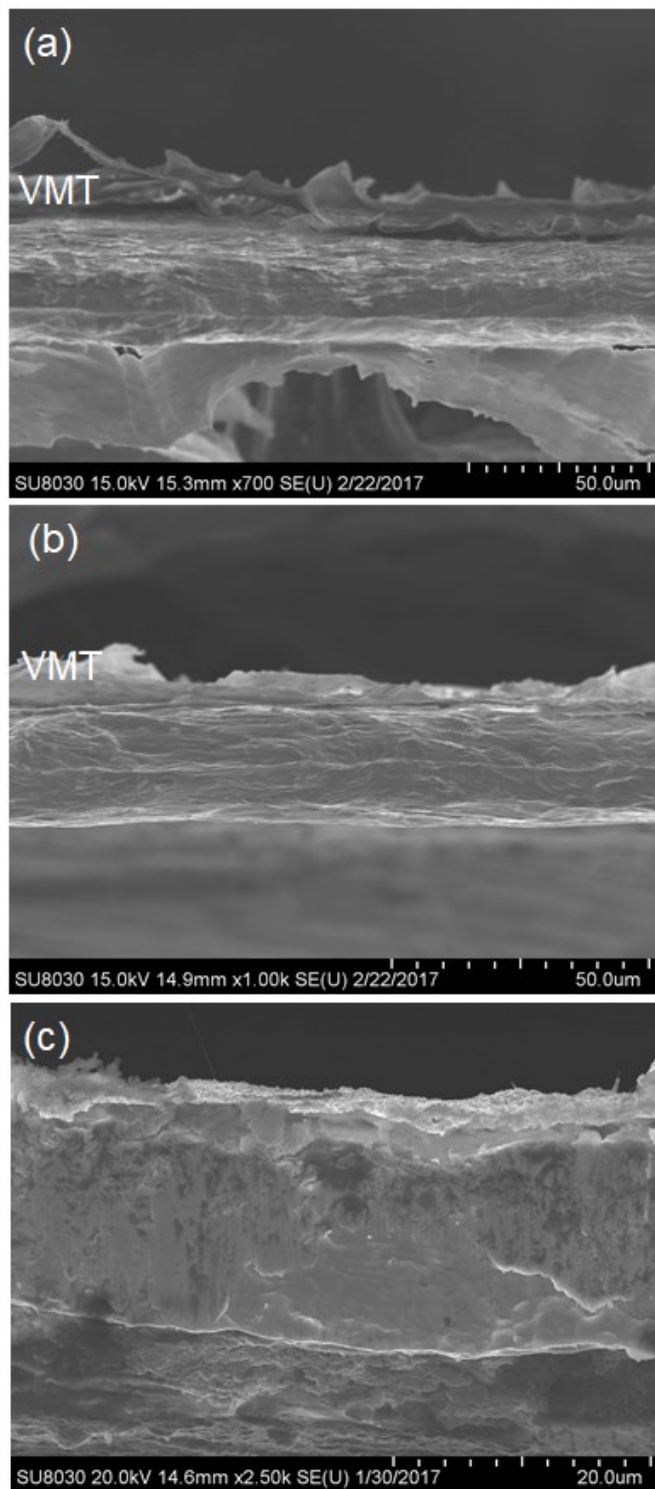 (a)
VMT
SU8030 15.0kV 15.3mm x700 SE(U) 2/22/2017
50.0um
(b)
VMT
SU8030 15.0kV 14.9mm x1.00k SE(U) 2/22/2017
50.0um
(c)
SU8030 20.0kV 14.6mm x2.50k SE(U) 1/30/2017
20.0um